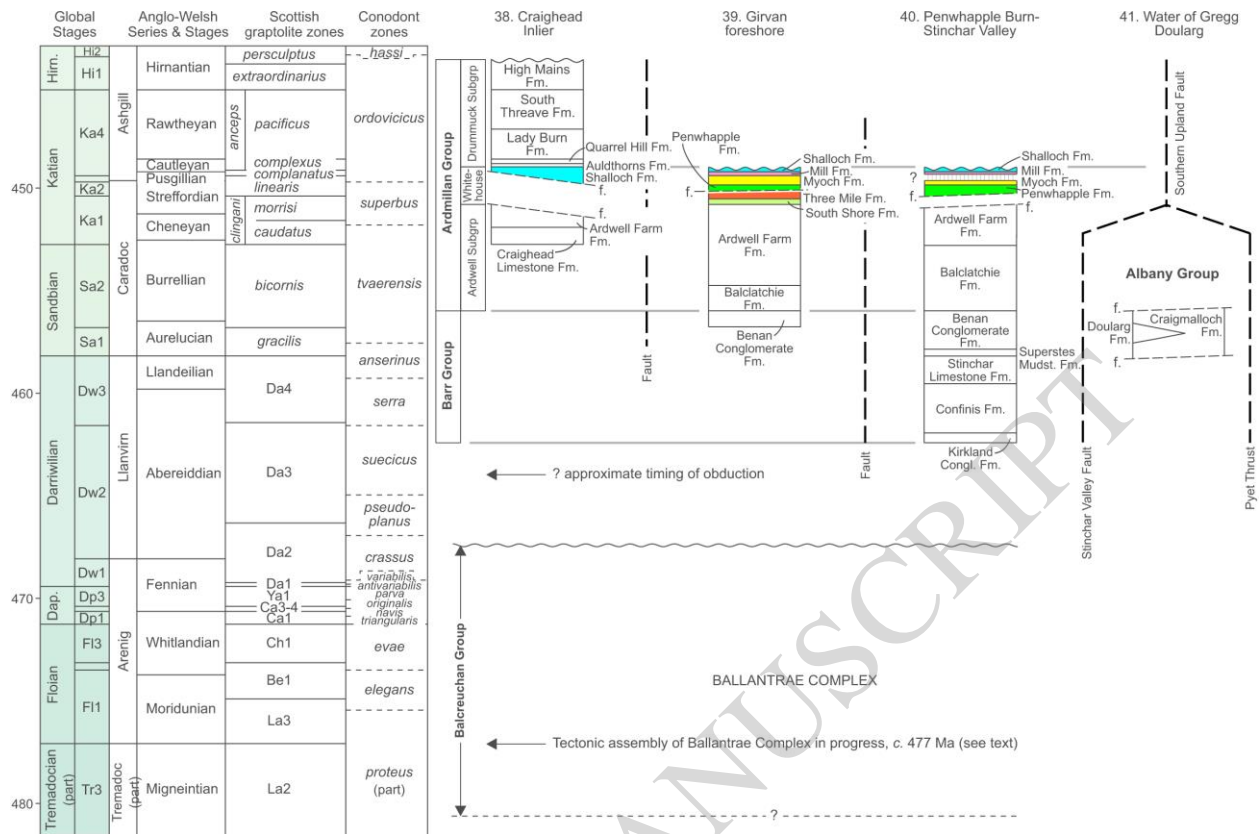 Global
Stages
Anglo-Welsh
Series & Stages
Scottish
graptolite zones
Conodont
zones
38. Craighead
Inlier
39. Girvan
foreshore
40. Penwhapple Burn-
Stinchar Valley
41. Water of Gregg
Doularg
450
460
470
480
Hirn.
Katian
Sandbian
Darriwilian
Dap.
Floian
Tremadocian
(part)
Hi2
Hi1
Ka4
Ka2
Ka1
Sa2
Sa1
Dw3
Dw2
Dw1
Dp3
Dp1
Fl3
Fl1
Tr3
Ashgill
Caradoc
Llanvirn
Arenig
Tremadoc
(part)
Hirnantian
Rawtheyan
Cautleyan
Pusgillian
Streffordian
Cheneyan
Burrellian
Aurelucian
Llandeilian
Abereiddian
Fennian
Whitlandian
Moridunian
Migneintian
persculptus
extraordinarius
anceps
pacificus
complexus
complanatus
linearis
clingani
morrisi
caudatus
bicornis
gracilis
Da4
Da3
Da2
Da1
Ya1
Ca3-4
Ca1
Ch1
Be1
La3
La2
hassi
ordovicicus
superbus
tvaerensis
anserinus
serra
suecicus
pseudo-
planus
crassus
variabilis
antivariabilis
parva
originalis
navis
triangularis
evae
elegans
proteus
(part)
Ardmillan Group
Barr Group
Drummuck Subgrp
White-
house
Ardwell Subgrp
High Mains
Fm.
South
Threave Fm.
Lady Burn
Fm.
Quarrel Hill Fm.
Auldthorns Fm.
Shalloch Fm.
f.
f.
Ardwell Farm
Fm.
Craighead
Limestone Fm.
Fault
Penwhapple
Fm.
Shalloch Fm.
Mill Fm.
Myoch Fm.
f.
Three Mile Fm.
South Shore Fm.
Ardwell Farm
Fm.
Balclatchie
Fm.
Benan
Conglomerate Fm.
Fault
Shalloch Fm.
?
Mill Fm.
Myoch Fm.
f.
Penwhapple Fm.
f.
Ardwell Farm
Fm.
Balclatchie
Fm.
Benan
Conglomerate
Fm.
Superstes
Mudst. Fm.
Stinchar
Limestone Fm.
Confinis Fm.
Kirkland
Congl. Fm.
Southern Upland Fault
Stinchar Valley Fault
Pyet Thrust
Albany Group
f.
Doularg
Fm.
Craigmalloch
Fm.
f.
? approximate timing of obduction
Balcreuchan Group
BALLANTRAE COMPLEX
Tectonic assembly of Ballantrae Complex in progress, c. 477 Ma (see text)
?
ANUSCRIPT